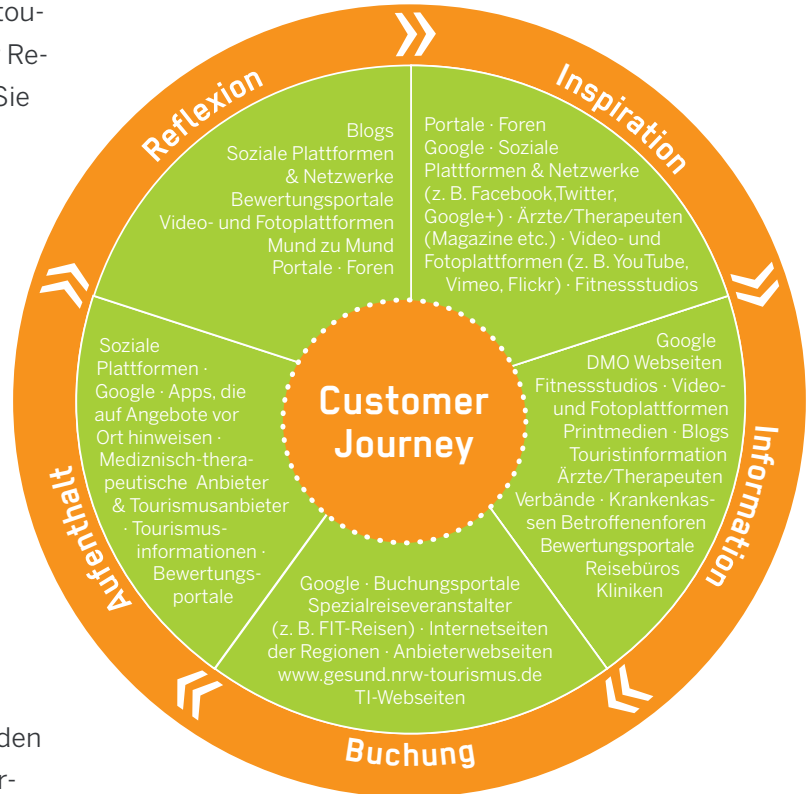 tou-
Re-
Sie
Reflexion
Blogs
Soziale Plattformen
& Netzwerke
Bewertungsportale
Video- und Fotoplattformen
Mund zu Mund
Portale · Foren
Inspiration
Portale · Foren
Google · Soziale
Plattformen & Netzwerke
(z. B. Facebook,Twitter,
Google+) · Ärzte/Therapeuten
(Magazine etc.) · Video- und
Fotoplattformen (z. B. YouTube,
Vimeo, Flickr) · Fitnessstudios
Information
Google
DMO Webseiten
Fitnessstudios · Video-
und Fotoplattformen
Printmedien · Blogs
Touristinformation
Ärzte/Therapeuten
Verbände · Krankenkas-
sen Betroffenenforen
Bewertungsportale
Reisebüros
Kliniken
Buchung
Google · Buchungsportale
Spezialreiseveranstalter
(z. B. FIT-Reisen) · Internetseiten
der Regionen · Anbieterwebseiten
www.gesund.nrw-tourismus.de
TI-Webseiten
Aufenthalt
Soziale
Plattformen ·
Google · Apps, die
auf Angebote vor
Ort hinweisen ·
Mediznisch-thera-
peutische Anbieter
& Tourismusanbieter
· Tourismus-
informationen ·
Bewertungs-
portale
Customer
Journey
den
r-